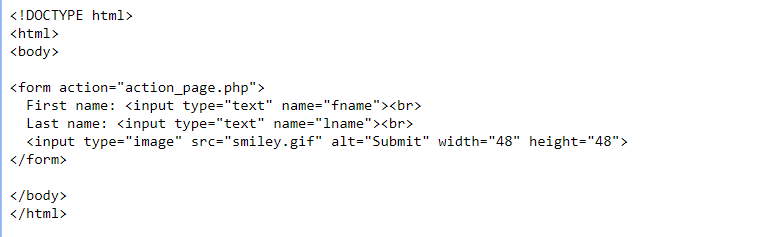 <!DOCTYPE html>
<html>
<body>
<form action="action_page.php">
First name: <input type="text" name="fname"><br>
Last name: <input type="text" name="lname"><br>
<input type="image" src="smiley.gif" alt="Submit" width="48" height="48">
</form>
</body>
</html>